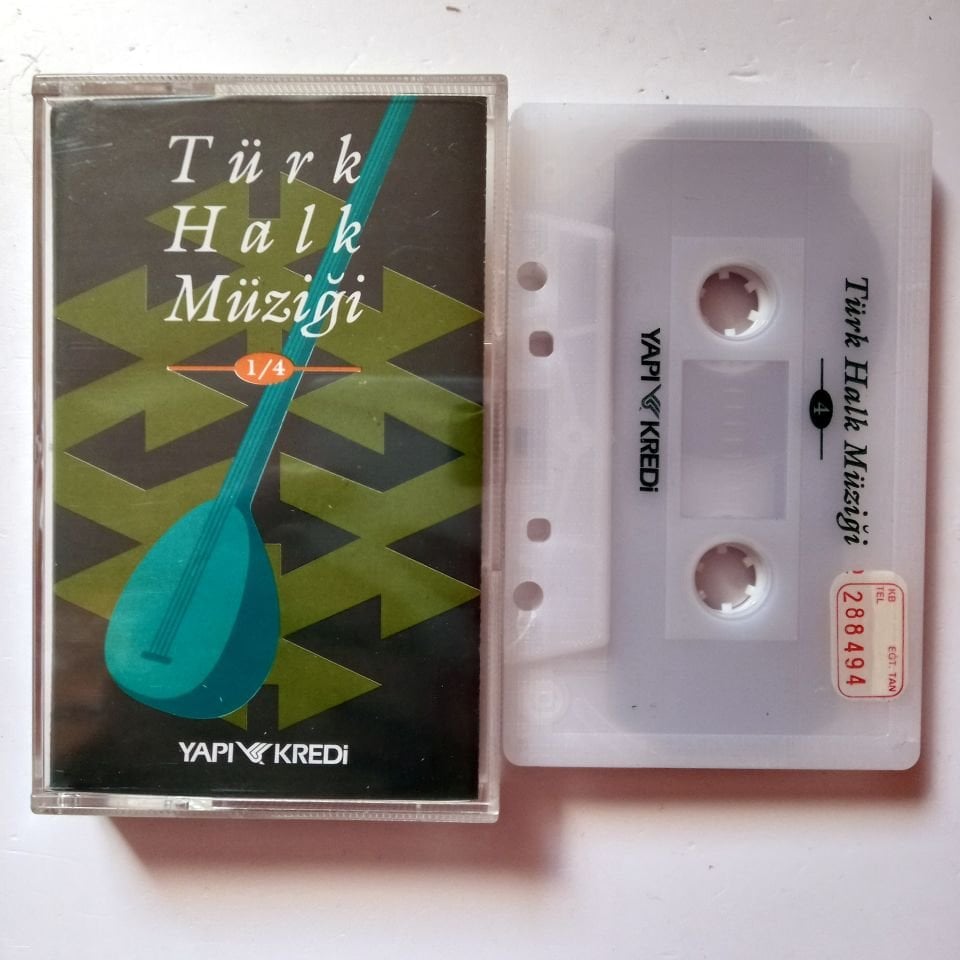 Türk
Halk
Müziği
1/4
YAPI KREDİ
Türk Halk Müziği
4
YAPI KREDİ
KB
TEL
EĞT. TAN
288494